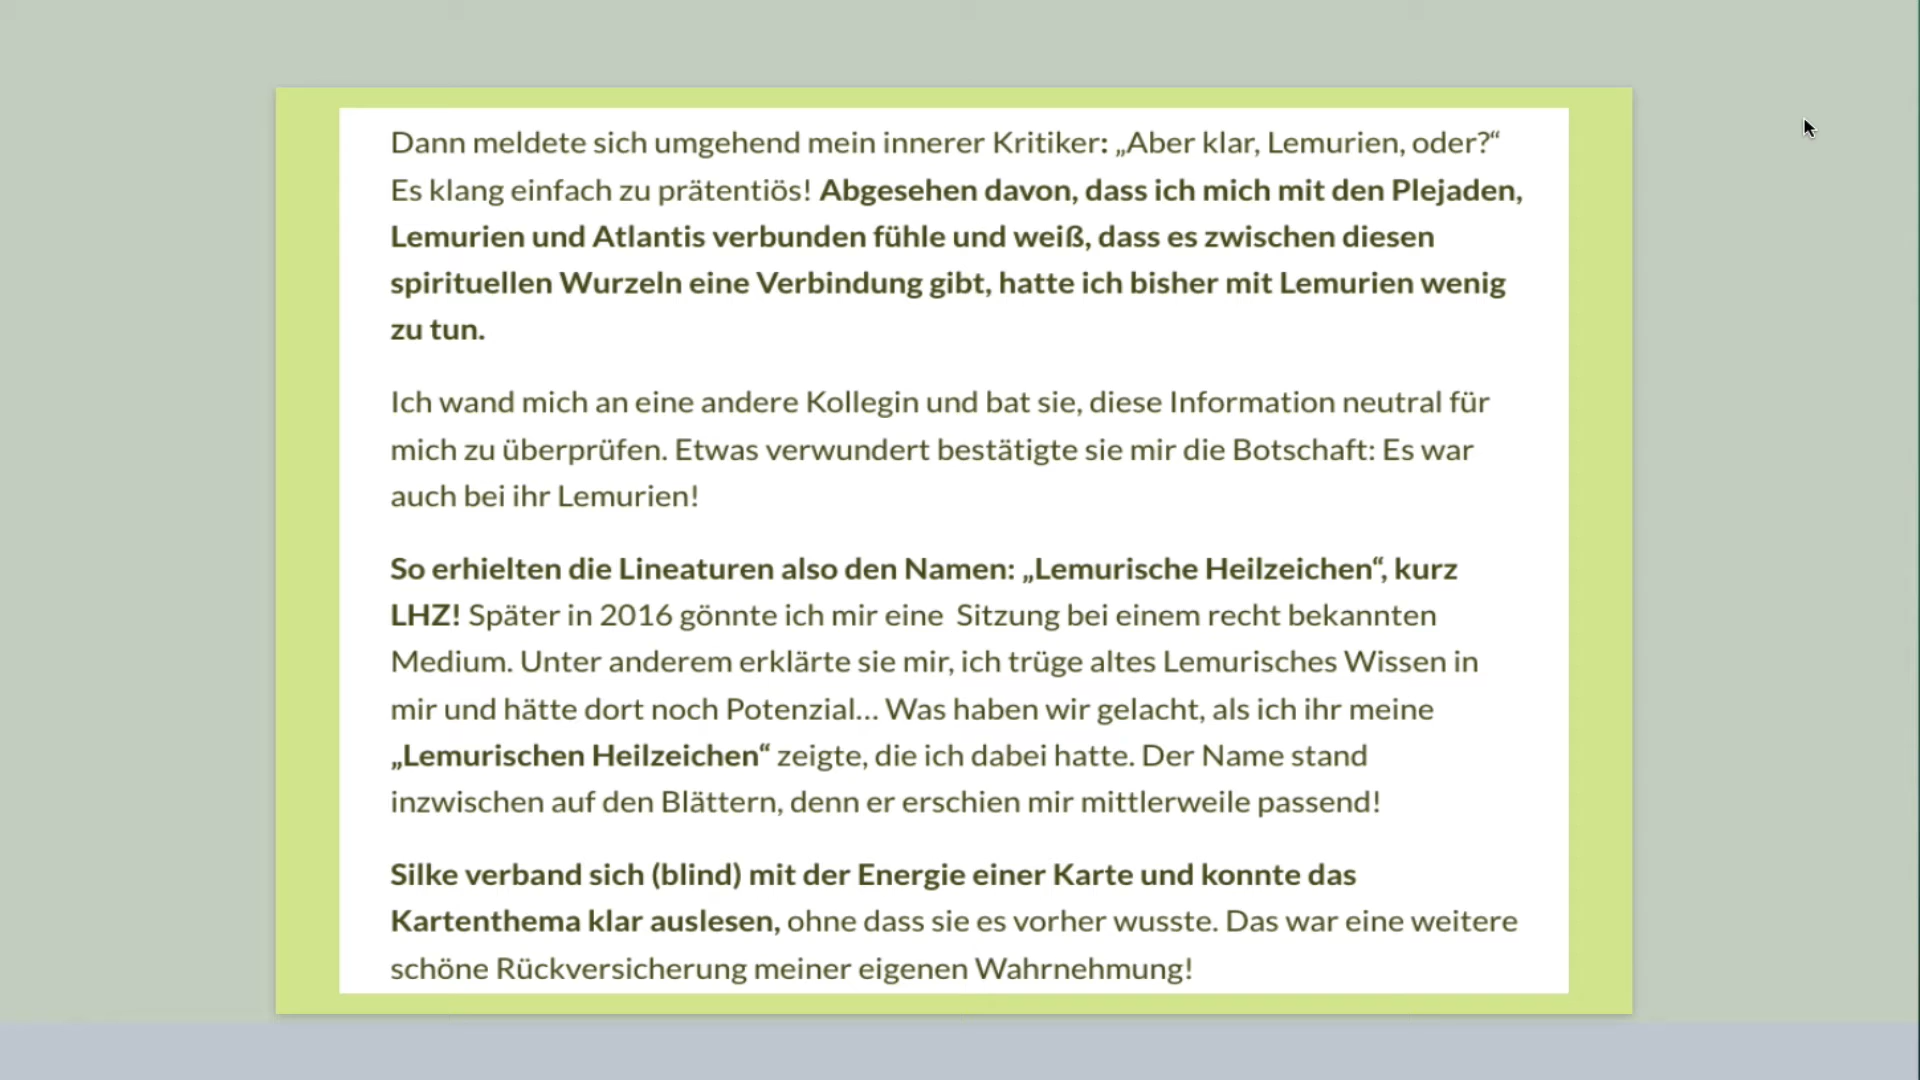 Dann meldete sich umgehend mein innerer Kritiker: „Aber klar, Lemurien, oder?“
Es klang einfach zu prätentiös! Abgesehen davon, dass ich mich mit den Plejaden,
Lemurien und Atlantis verbunden fühle und weiß, dass es zwischen diesen
spirituellen Wurzeln eine Verbindung gibt, hatte ich bisher mit Lemurien wenig
zu tun.
Ich wand mich an eine andere Kollegin und bat sie, diese Information neutral für
mich zu überprüfen. Etwas verwundert bestätigte sie mir die Botschaft: Es war
auch bei ihr Lemurien!
So erhielten die Lineaturen also den Namen: „Lemurische Heilzeichen“, kurz
LHZ! Später in 2016 gönnte ich mir eine  Sitzung bei einem recht bekannten
Medium. Unter anderem erklärte sie mir, ich trüge altes Lemurisches Wissen in
mir und hätte dort noch Potenzial… Was haben wir gelacht, als ich ihr meine
„Lemurischen Heilzeichen“ zeigte, die ich dabei hatte. Der Name stand
inzwischen auf den Blättern, denn er erschien mir mittlerweile passend!
Silke verband sich (blind) mit der Energie einer Karte und konnte das
Kartenthema klar auslesen, ohne dass sie es vorher wusste. Das war eine weitere
schöne Rückversicherung meiner eigenen Wahrnehmung!